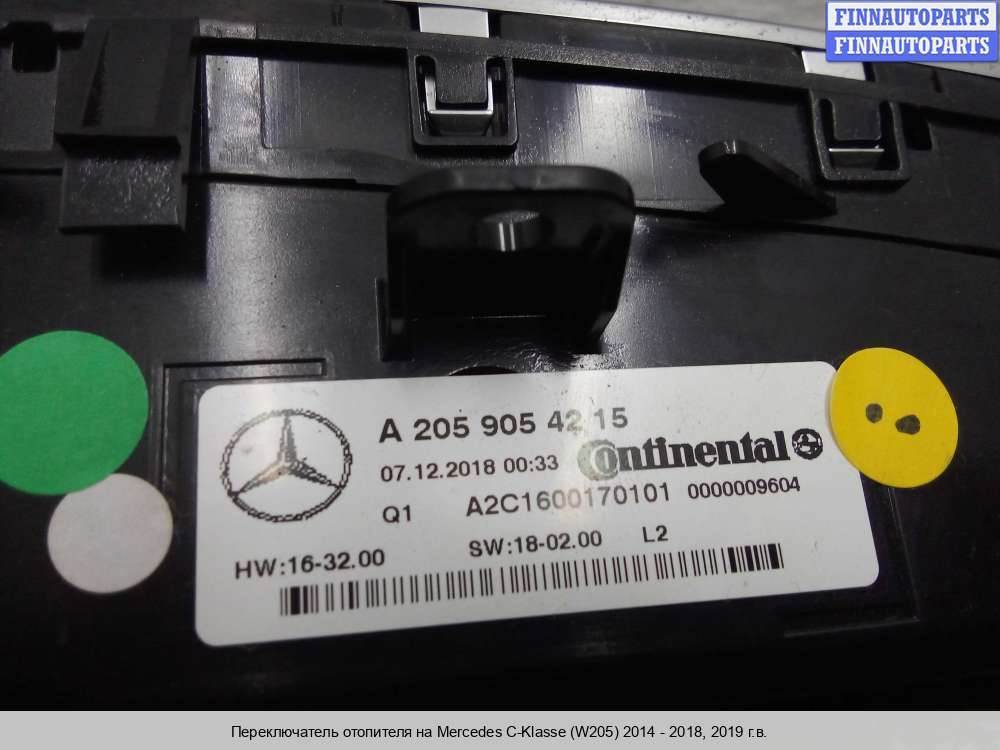 FINNAUTOPARTS
FINNAUTOPARTS
A 205 905 42 15
07.12.2018 00:33 Continental
Q1 A2C1600170101 0000009604
HW:16-32.00 SW:18-02.00 L2
Переключатель отопителя на Mercedes C-Klasse (W205) 2014 - 2018, 2019 г.в.